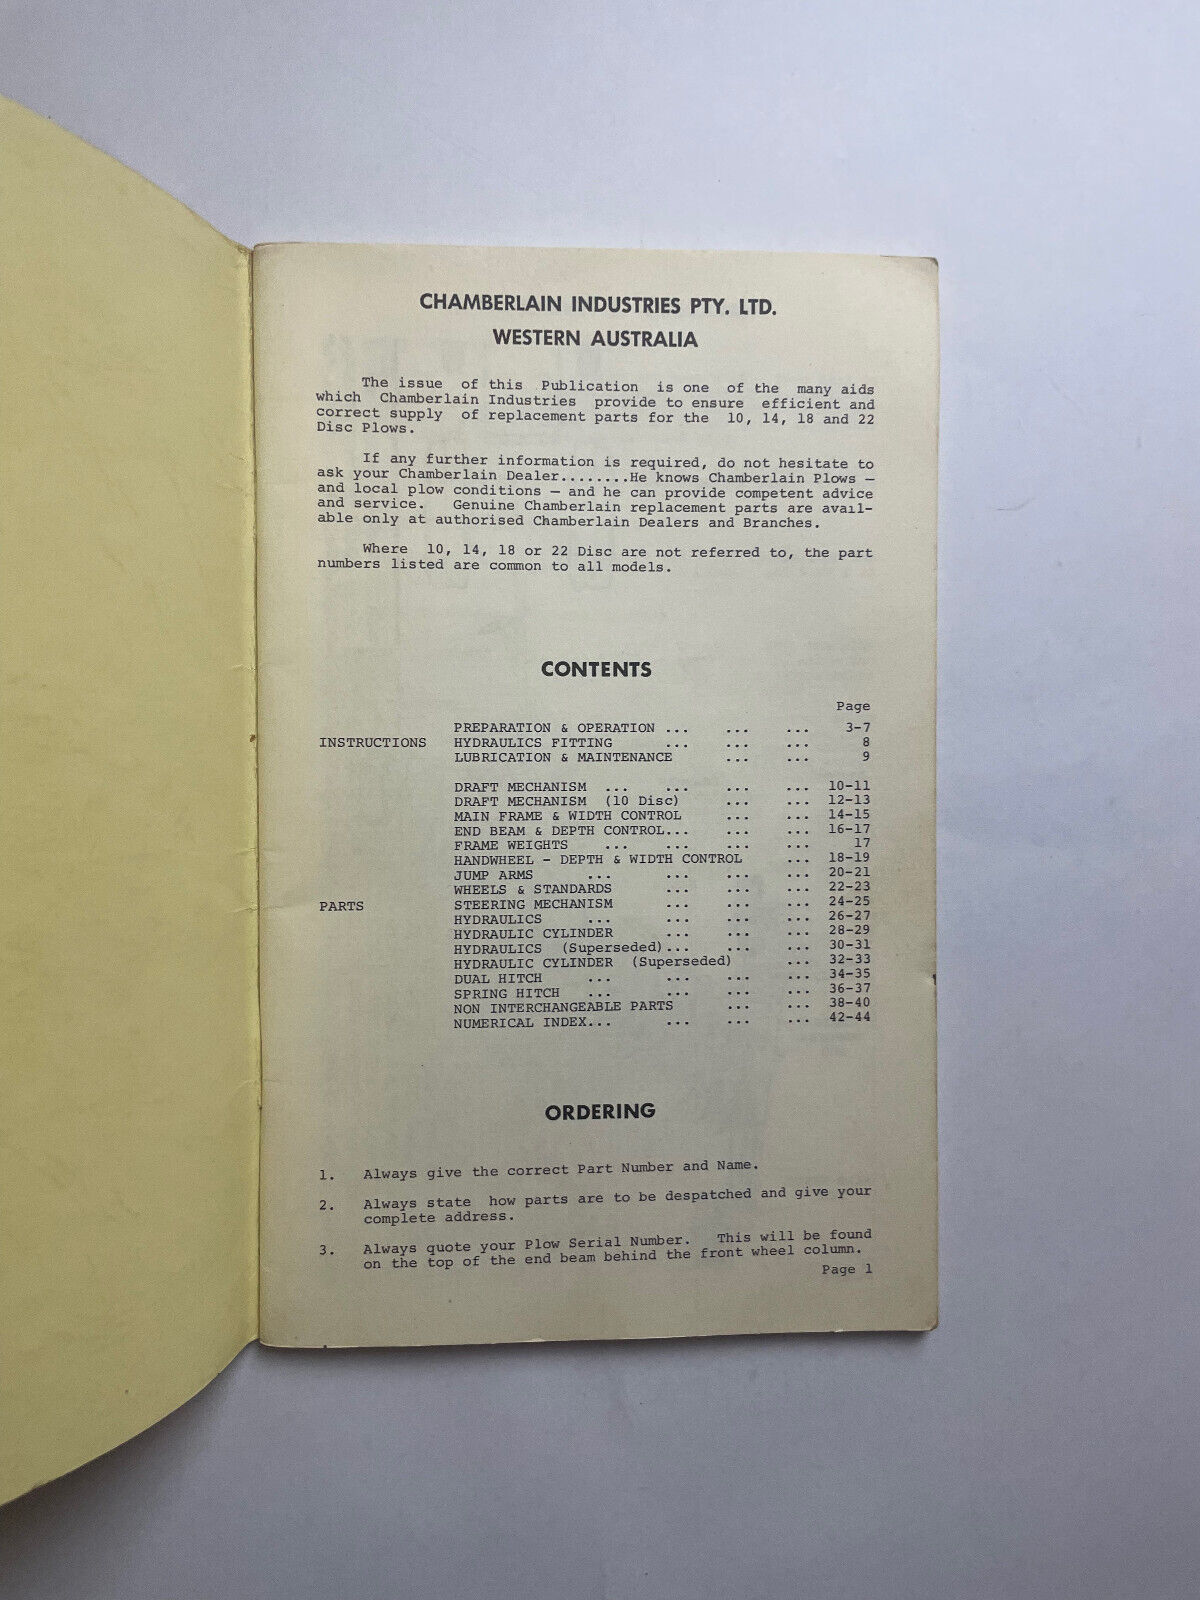 CHAMBERLAIN INDUSTRIES PTY. LTD.
WESTERN AUSTRALIA
The issue of this Publication is one of the many aids
which Chamberlain Industries provide to ensure efficient and
correct supply of replacement parts for the 10, 14, 18 and 22
Disc Plows.
If any further information is required, do not hesitate to
ask your Chamberlain Dealer........He knows Chamberlain Plows —
and local plow conditions — and he can provide competent advice
and service. Genuine Chamberlain replacement parts are avail-
able only at authorised Chamberlain Dealers and Branches.
Where 10, 14, 18 or 22 Disc are not referred to, the part
numbers listed are common to all models.
CONTENTS
Page
PREPARATION & OPERATION ... ... ... 3-7
INSTRUCTIONS HYDRAULICS FITTING ... ... ... 8
LUBRICATION & MAINTENANCE ... ... 9
DRAFT MECHANISM ... ... ... ... 10-11
DRAFT MECHANISM (10 Disc) ... ... 12-13
MAIN FRAME & WIDTH CONTROL ... ... 14-15
END BEAM & DEPTH CONTROL... ... ... 16-17
FRAME WEIGHTS ... ... ... ... 17
HANDWHEEL - DEPTH & WIDTH CONTROL ... 18-19
JUMP ARMS ... ... ... ... 20-21
WHEELS & STANDARDS ... ... ... 22-23
PARTS STEERING MECHANISM ... ... ... 24-25
HYDRAULICS ... ... ... ... 26-27
HYDRAULIC CYLINDER ... ... ... 28-29
HYDRAULICS (Superseded)... ... ... 30-31
HYDRAULIC CYLINDER (Superseded) ... 32-33
DUAL HITCH ... ... ... ... 34-35
SPRING HITCH ... ... ... ... 36-37
NON INTERCHANGEABLE PARTS ... ... 38-40
NUMERICAL INDEX... ... ... ... 42-44
ORDERING
1. Always give the correct Part Number and Name.
2. Always state how parts are to be despatched and give your
complete address.
3. Always quote your Plow Serial Number. This will be found
on the top of the end beam behind the front wheel column.
Page 1